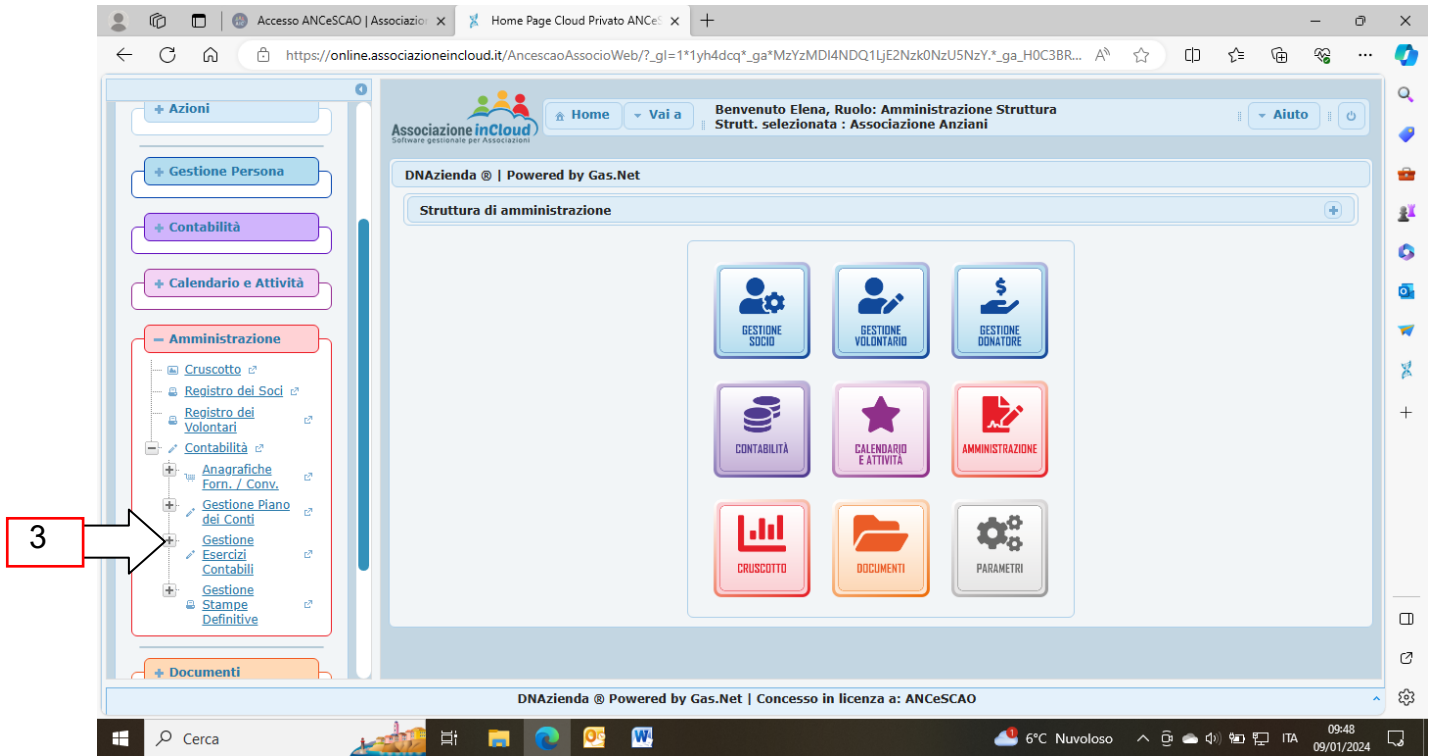 Accesso ANCeSCAO | Associazion
Home Page Cloud Privato ANCeS
https://online.associazioneincloud.it/AncescaoAssocioWeb/?_gl=1*1yh4dcq*_ga*MzYzMDI4NDQ1LjE2Nzk0NzU5NzY.*_ga_H0C3BR...
Azioni
Gestione Persona
Contabilità
Calendario e Attività
Amministrazione
Cruscotto
Registro dei Soci
Registro dei
Volontari
Contabilità
Anagrafiche
Forn. / Conv.
Gestione Piano
dei Conti
Gestione
Esercizi
Contabili
Gestione
Stampe
Definitive
Documenti
3
Associazione inCloud
Software gestionale per Associazioni
Home
Vai a
Benvenuto Elena, Ruolo: Amministrazione Struttura
Strutt. selezionata : Associazione Anziani
Aiuto
DNAzienda ® | Powered by Gas.Net
Struttura di amministrazione
GESTIONE
SOCIO
GESTIONE
VOLONTARIO
GESTIONE
DONATORE
CONTABILITÀ
CALENDARIO
E ATTIVITÀ
AMMINISTRAZIONE
CRUSCOTTO
DOCUMENTI
PARAMETRI
DNAzienda ® Powered by Gas.Net | Concesso in licenza a: ANCeSCAO
Cerca
6°C Nuvoloso
ITA
09:48
09/01/2024